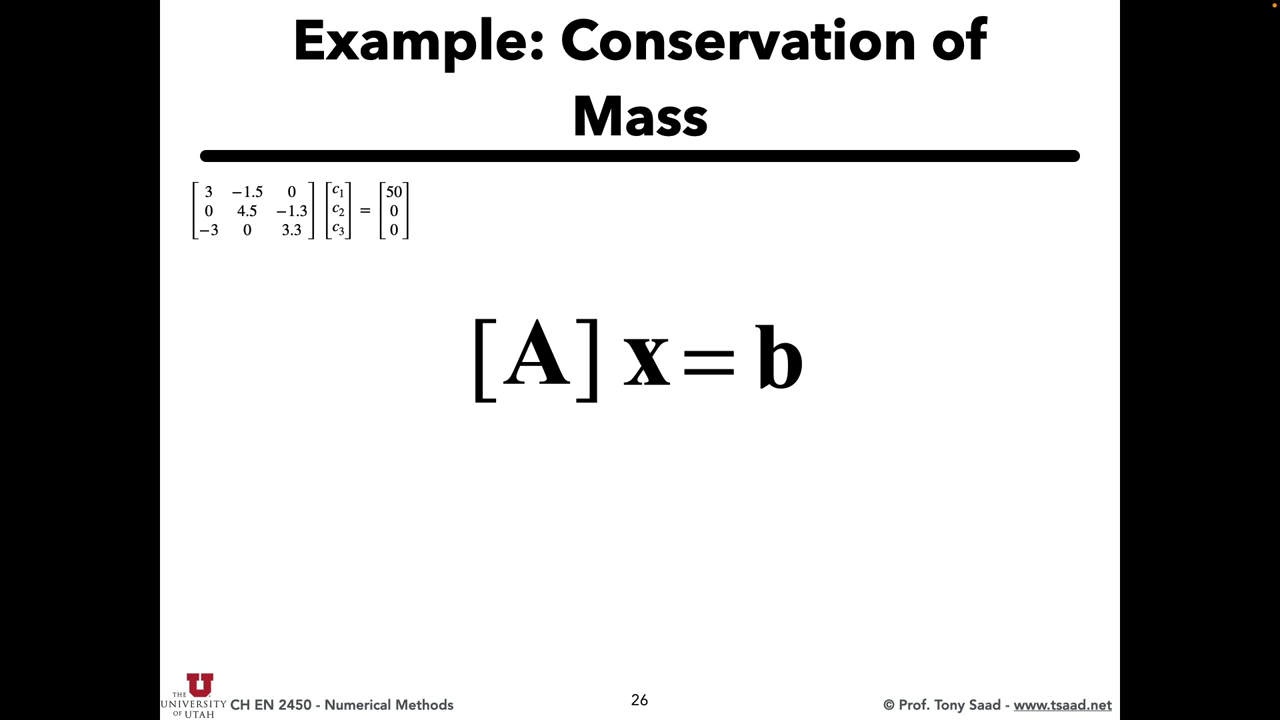 Example: Conservation of
Mass
[3 −1.5 0] [c₁] [50]
[0 4.5 −1.3] [c₂] = [0]
[−3 0 3.3] [c₃] [0]
[A] x = b
THE
UNIVERSITY
OF UTAH
CH EN 2450 - Numerical Methods
26
© Prof. Tony Saad - www.tsaad.net